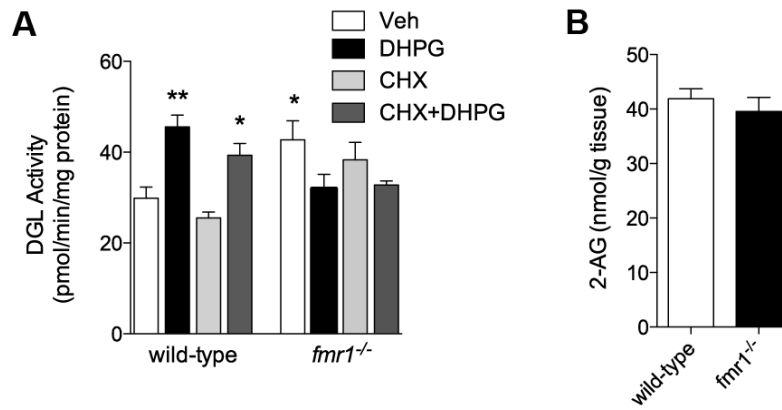 A
Veh
DHPG
CHX
CHX+DHPG
DGL Activity
(pmol/min/mg protein)
60
40
20
0
**
*
*
wild-type
fmr1-/-
B
2-AG (nmol/g tissue)
50
40
30
20
10
0
wild-type
fmr1-/-